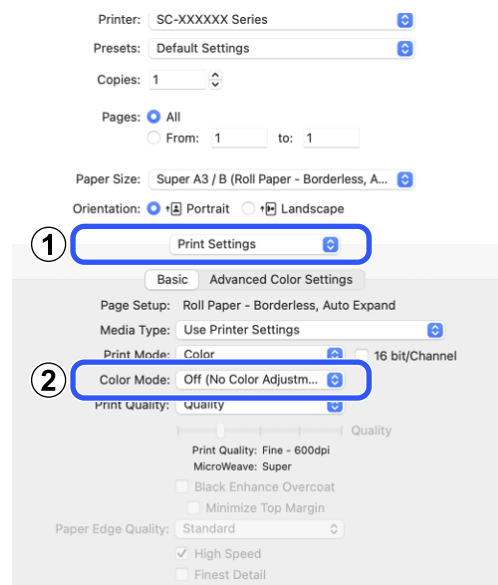 Printer: SC-XXXXXX Series
Presets: Default Settings
Copies: 1
Pages: All
From: 1 to: 1
Paper Size: Super A3 / B (Roll Paper - Borderless, A...
Orientation: Portrait Landscape
1 Print Settings
Basic Advanced Color Settings
Page Setup: Roll Paper - Borderless, Auto Expand
Media Type: Use Printer Settings
Print Mode: Color 16 bit/Channel
2 Color Mode: Off (No Color Adjustm...
Print Quality: Quality
Quality
Print Quality: Fine - 600dpi
MicroWeave: Super
Black Enhance Overcoat
Minimize Top Margin
Paper Edge Quality: Standard
High Speed
Finest Detail